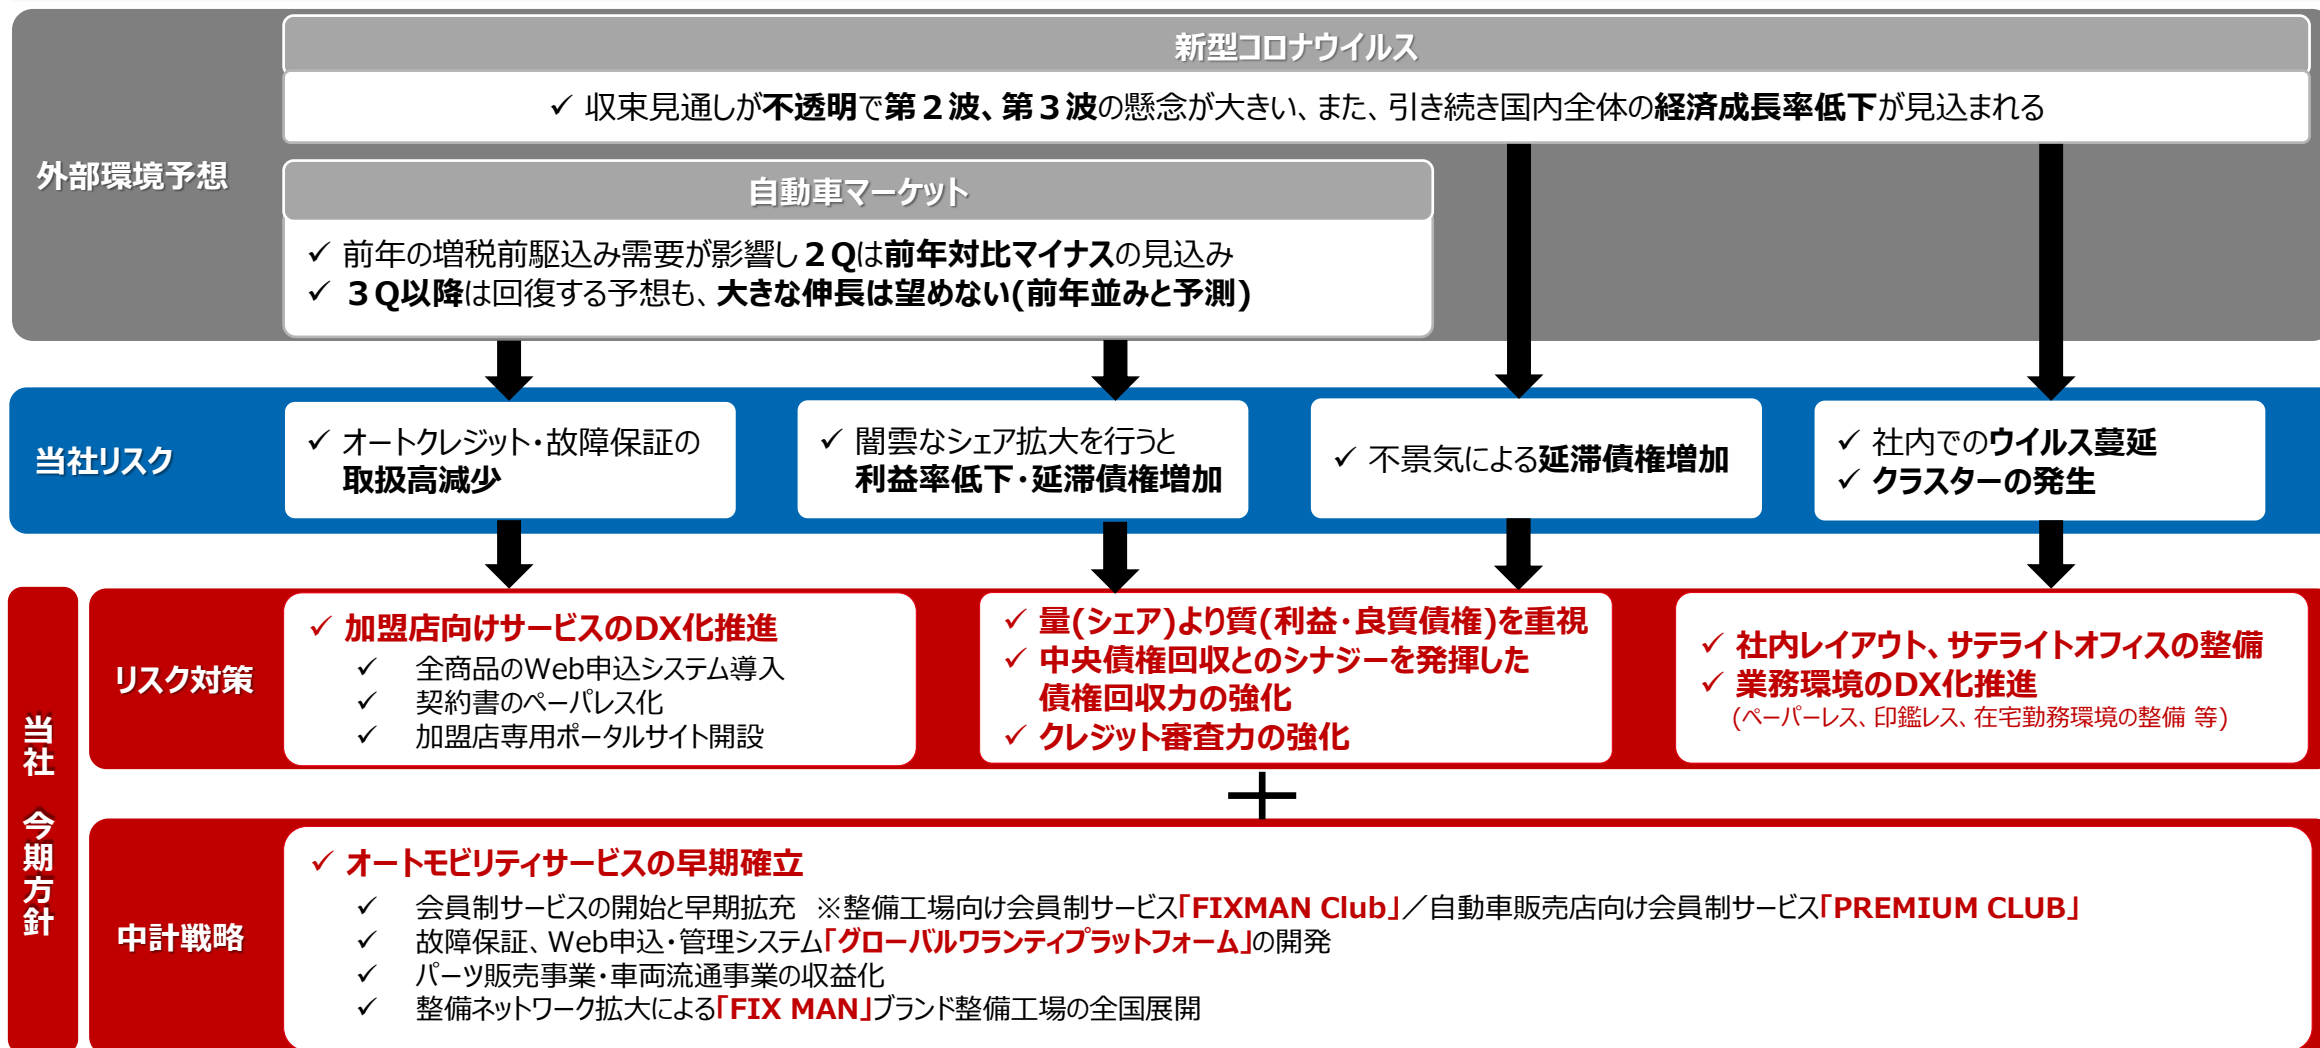 新型コロナウイルス
✓ 収束見通しが不透明で第２波、第３波の懸念が大きい、また、引き続き国内全体の経済成長率低下が見込まれる
外部環境予想
自動車マーケット
✓ 前年の増税前駆込み需要が影響し２Qは前年対比マイナスの見込み
✓ ３Q以降は回復する予想も、大きな伸長は望めない(前年並みと予測)
当社リスク
✓ オートクレジット・故障保証の
取扱高減少
✓ 闇雲なシェア拡大を行うと
利益率低下・延滞債権増加
✓ 不景気による延滞債権増加
✓ 社内でのウイルス蔓延
✓ クラスターの発生
当社 今期方針
リスク対策
✓ 加盟店向けサービスのDX化推進
✓ 全商品のWeb申込システム導入
✓ 契約書のペーパレス化
✓ 加盟店専用ポータルサイト開設
✓ 量(シェア)より質(利益・良質債権)を重視
✓ 中央債権回収とのシナジーを発揮した
債権回収力の強化
✓ クレジット審査力の強化
✓ 社内レイアウト、サテライトオフィスの整備
✓ 業務環境のDX化推進
(ペーパーレス、印鑑レス、在宅勤務環境の整備 等)
＋
中計戦略
✓ オートモビリティサービスの早期確立
✓ 会員制サービスの開始と早期拡充 ※整備工場向け会員制サービス「FIXMAN Club」／自動車販売店向け会員制サービス「PREMIUM CLUB」
✓ 故障保証、Web申込・管理システム「グローバルワランティプラットフォーム」の開発
✓ パーツ販売事業・車両流通事業の収益化
✓ 整備ネットワーク拡大による「FIX MAN」ブランド整備工場の全国展開